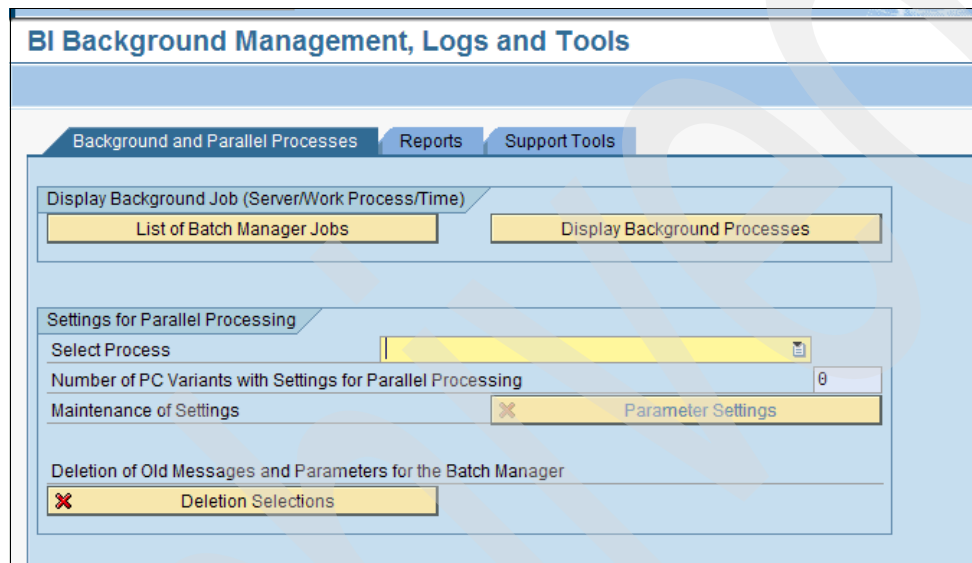 BI Background Management, Logs and Tools
Background and Parallel Processes Reports Support Tools
Display Background Job (Server/Work Process/Time)
List of Batch Manager Jobs Display Background Processes
Settings for Parallel Processing
Select Process
Number of PC Variants with Settings for Parallel Processing 0
Maintenance of Settings Parameter Settings
Deletion of Old Messages and Parameters for the Batch Manager
Deletion Selections